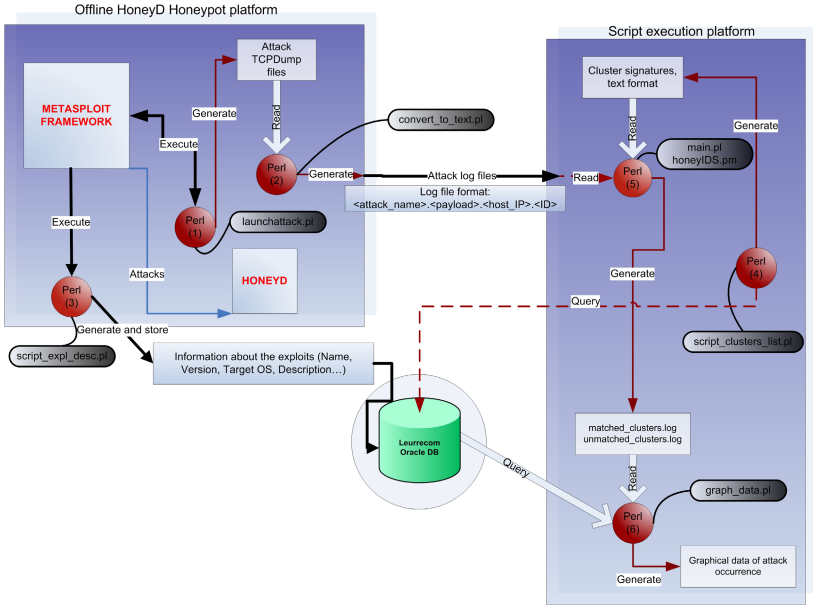 Offline HoneyD Honeypot platform
Script execution platform
Attack
TCPDump
files
METASPLOIT
FRAMEWORK
Generate
Read
Execute
convert_to_text.pl
Perl
(2)
Generate
Attack log files
Log file format:
<attack_name>.<payload>.<host_IP>.<ID>
Perl
(1)
launchattack.pl
Execute
Attacks
HONEYD
Perl
(3)
Generate and store
script_expl_desc.pl
Information about the exploits (Name,
Version, Target OS, Description…)
Leurrecom
Oracle DB
Cluster signatures,
text format
Read
Generate
main.pl
honeyIDS.pm
Read
Perl
(5)
Generate
Perl
(4)
Query
script_clusters_list.pl
matched_clusters.log
unmatched_clusters.log
Read
Query
graph_data.pl
Perl
(6)
Generate
Graphical data of attack
occurrence